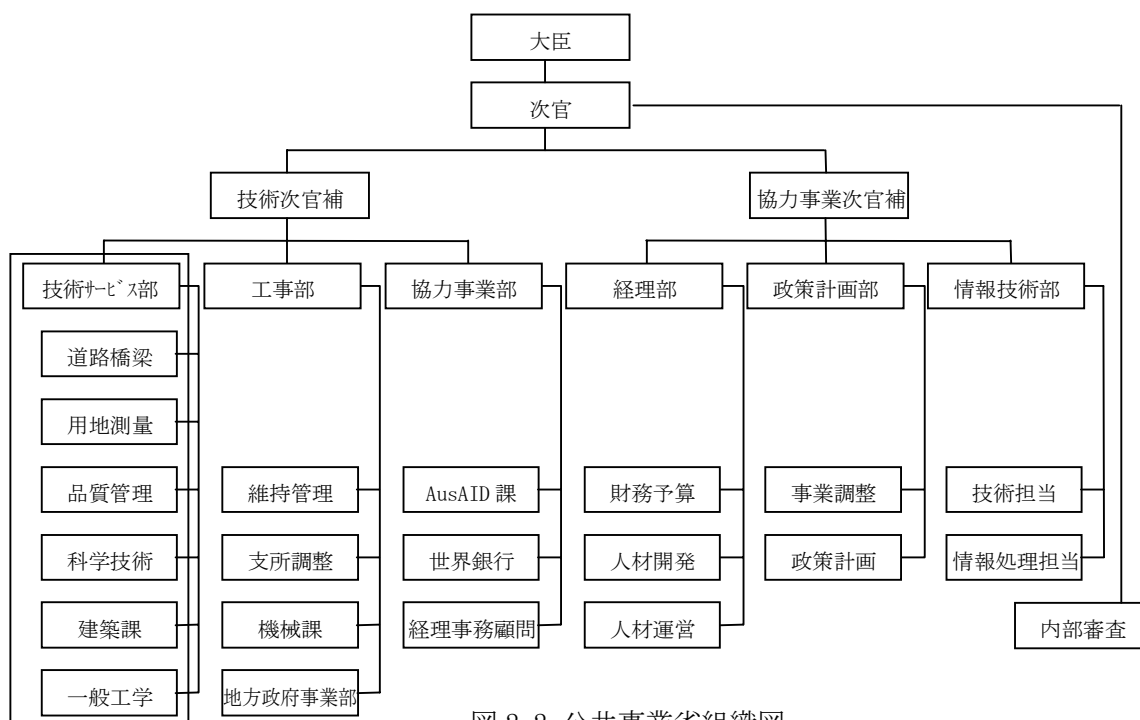 大臣
次官
技術次官補
協力事業次官補
技術ｻｰﾋﾞｽ部
工事部
協力事業部
経理部
政策計画部
情報技術部
道路橋梁
用地測量
品質管理
維持管理
AusAID 課
財務予算
事業調整
技術担当
科学技術
支所調整
世界銀行
人材開発
政策計画
情報処理担当
建築課
機械課
経理事務顧問
人材運営
内部審査
一般工学
地方政府事業部
公共事業省組織図